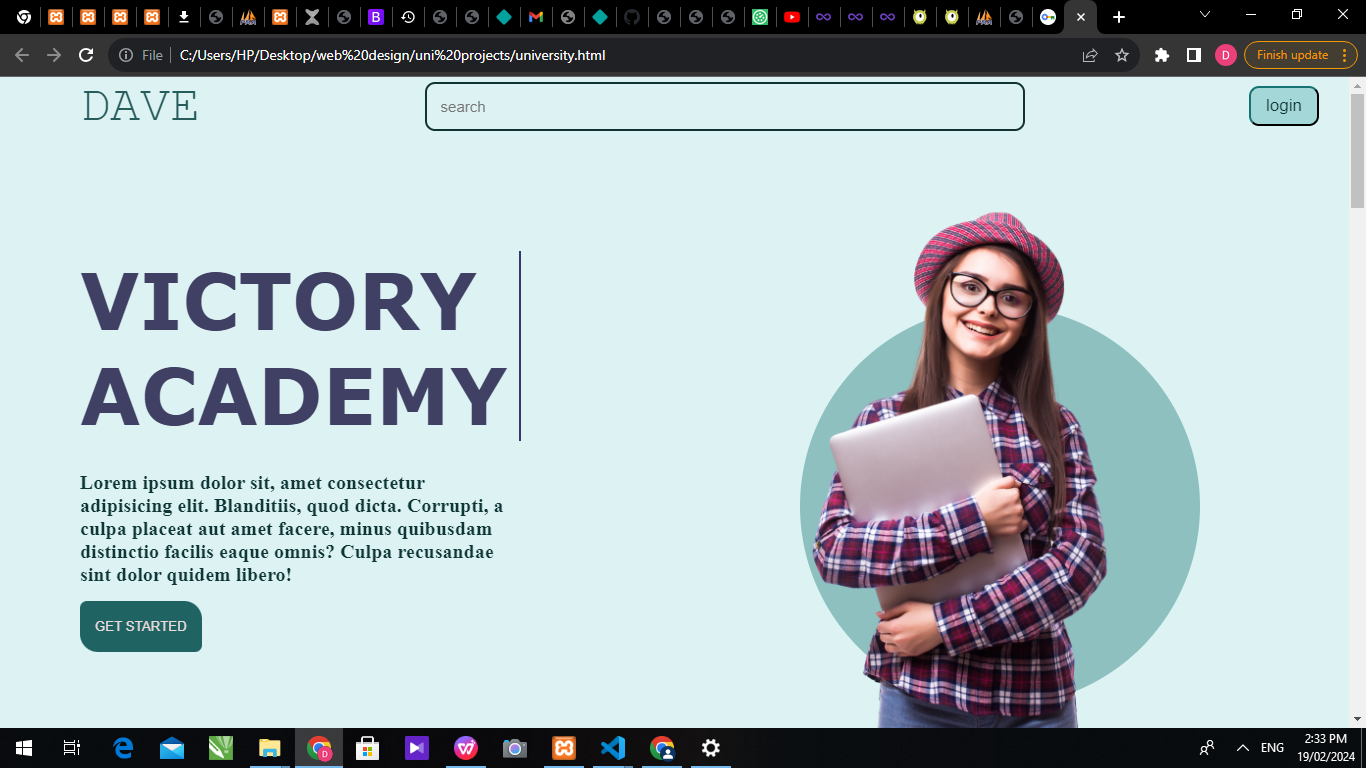 File
C:/Users/HP/Desktop/web%20design/uni%20projects/university.html
D
Finish update
DAVE
search
login
VICTORY
ACADEMY
Lorem ipsum dolor sit, amet consectetur
adipisicing elit. Blanditiis, quod dicta. Corrupti, a
culpa placeat aut amet facere, minus quibusdam
distinctio facilis eaque omnis? Culpa recusandae
sint dolor quidem libero!
GET STARTED
ENG
2:33 PM
19/02/2024